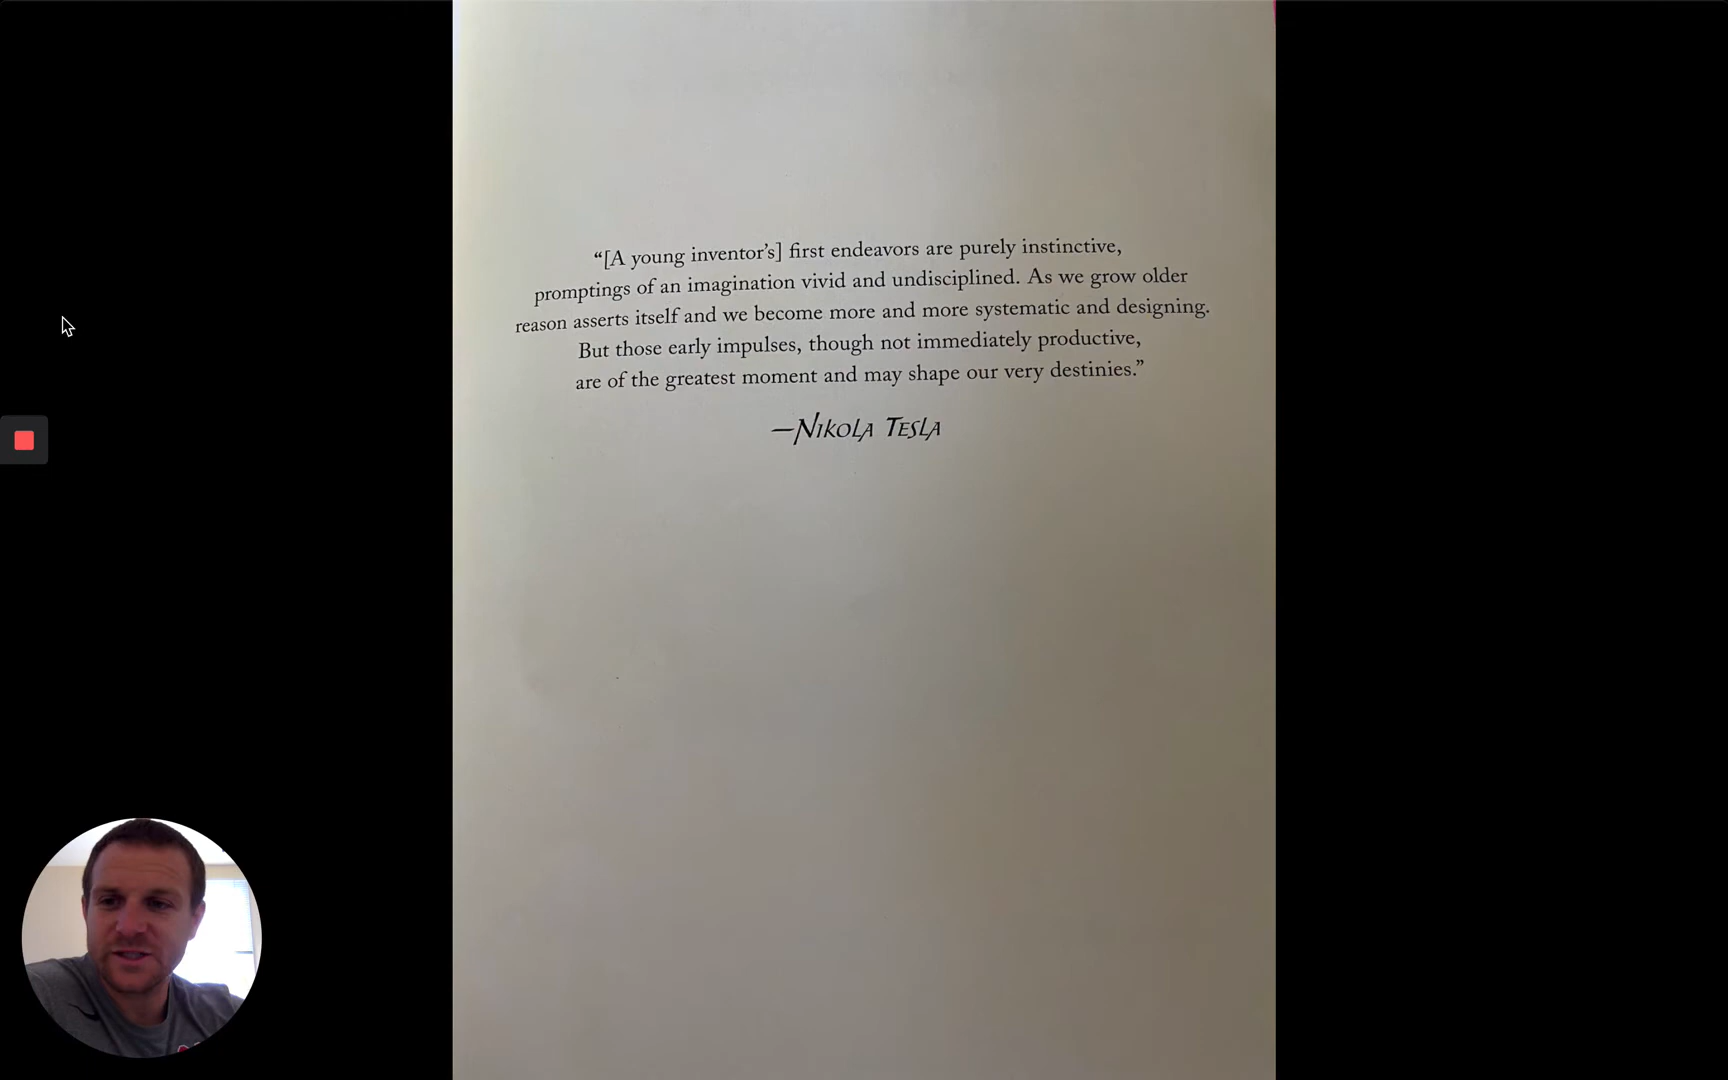 “[A young inventor’s] first endeavors are purely instinctive,
promptings of an imagination vivid and undisciplined. As we grow older
reason asserts itself and we become more and more systematic and designing.
But those early impulses, though not immediately productive,
are of the greatest moment and may shape our very destinies.”
—NIKOLA TESLA